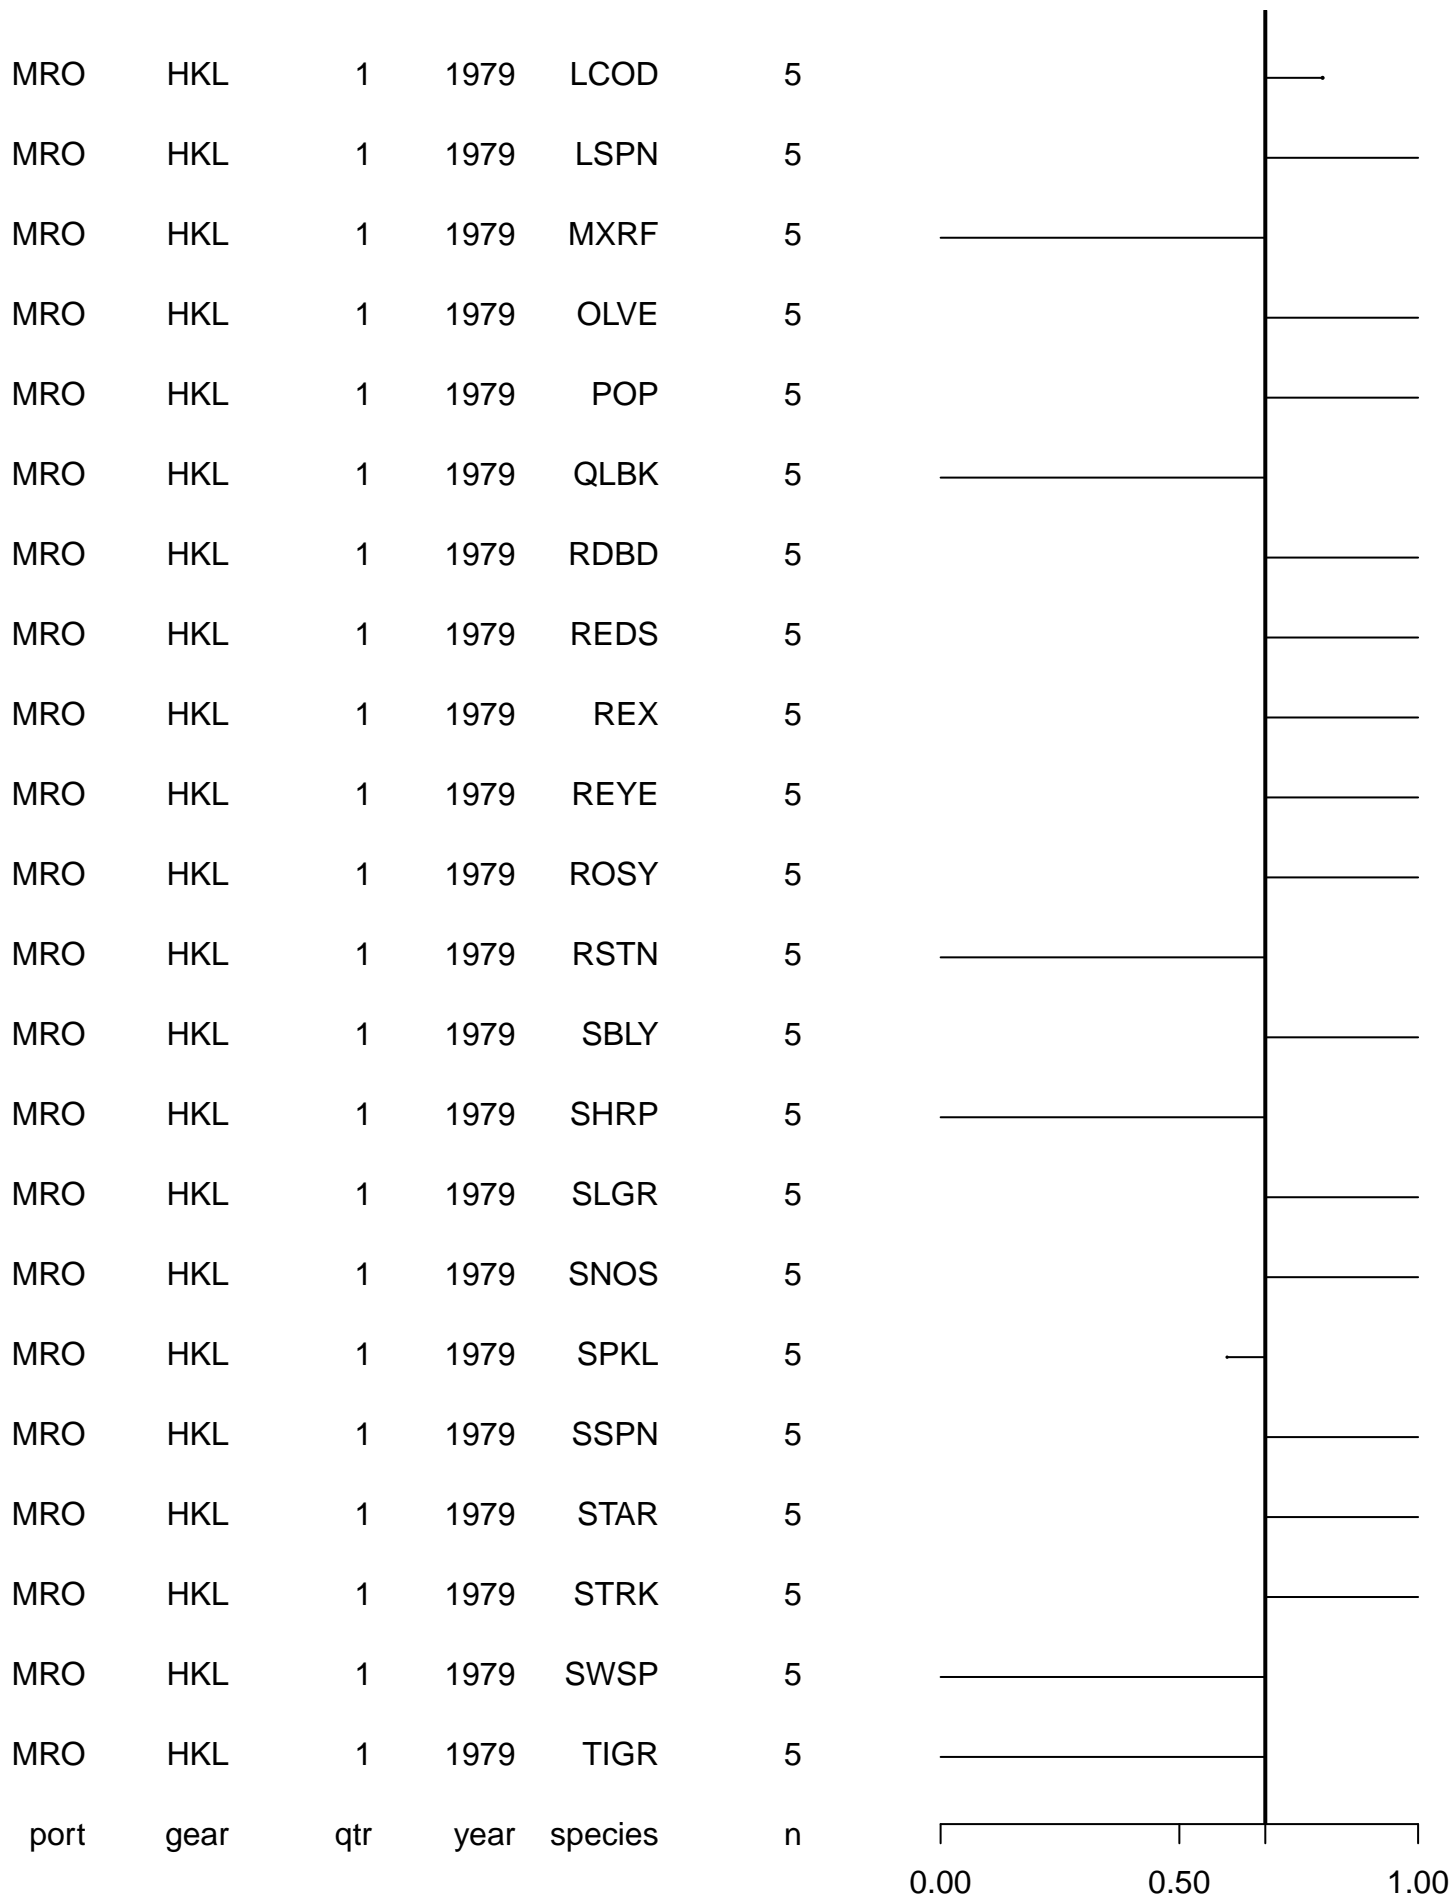 MRO HKL 1 1979 LCOD 5
MRO HKL 1 1979 LSPN 5
MRO HKL 1 1979 MXRF 5
MRO HKL 1 1979 OLVE 5
MRO HKL 1 1979 POP 5
MRO HKL 1 1979 QLBK 5
MRO HKL 1 1979 RDBD 5
MRO HKL 1 1979 REDS 5
MRO HKL 1 1979 REX 5
MRO HKL 1 1979 REYE 5
MRO HKL 1 1979 ROSY 5
MRO HKL 1 1979 RSTN 5
MRO HKL 1 1979 SBLY 5
MRO HKL 1 1979 SHRP 5
MRO HKL 1 1979 SLGR 5
MRO HKL 1 1979 SNOS 5
MRO HKL 1 1979 SPKL 5
MRO HKL 1 1979 SSPN 5
MRO HKL 1 1979 STAR 5
MRO HKL 1 1979 STRK 5
MRO HKL 1 1979 SWSP 5
MRO HKL 1 1979 TIGR 5
port gear qtr year species n
0.00 0.50 1.00